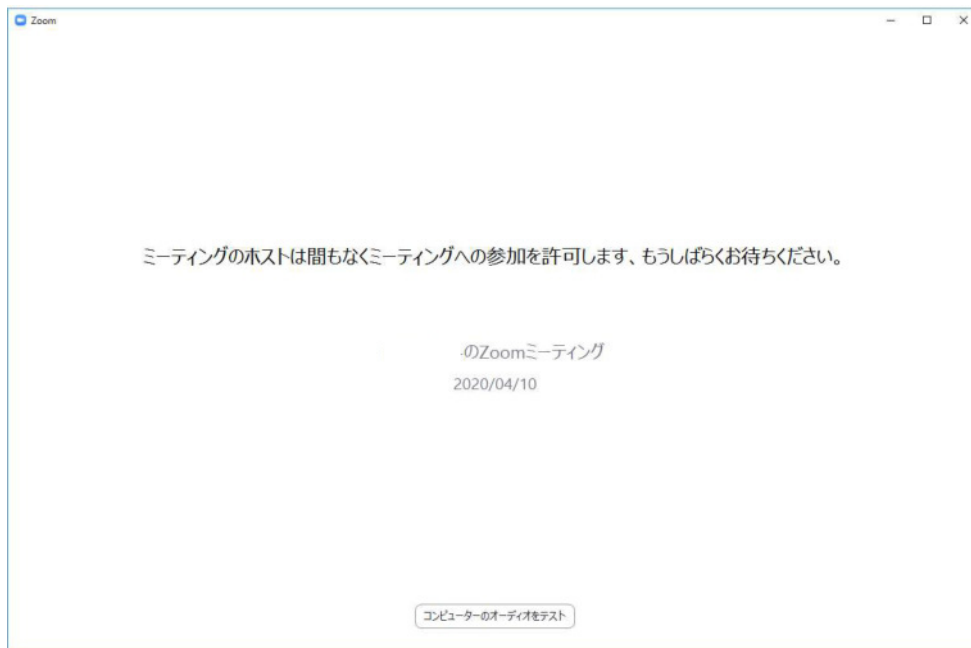 Zoom
ミーティングのホストは間もなくミーティングへの参加を許可します、もうしばらくお待ちください。
のZoomミーティング
2020/04/10
コンピューターのオーディオをテスト